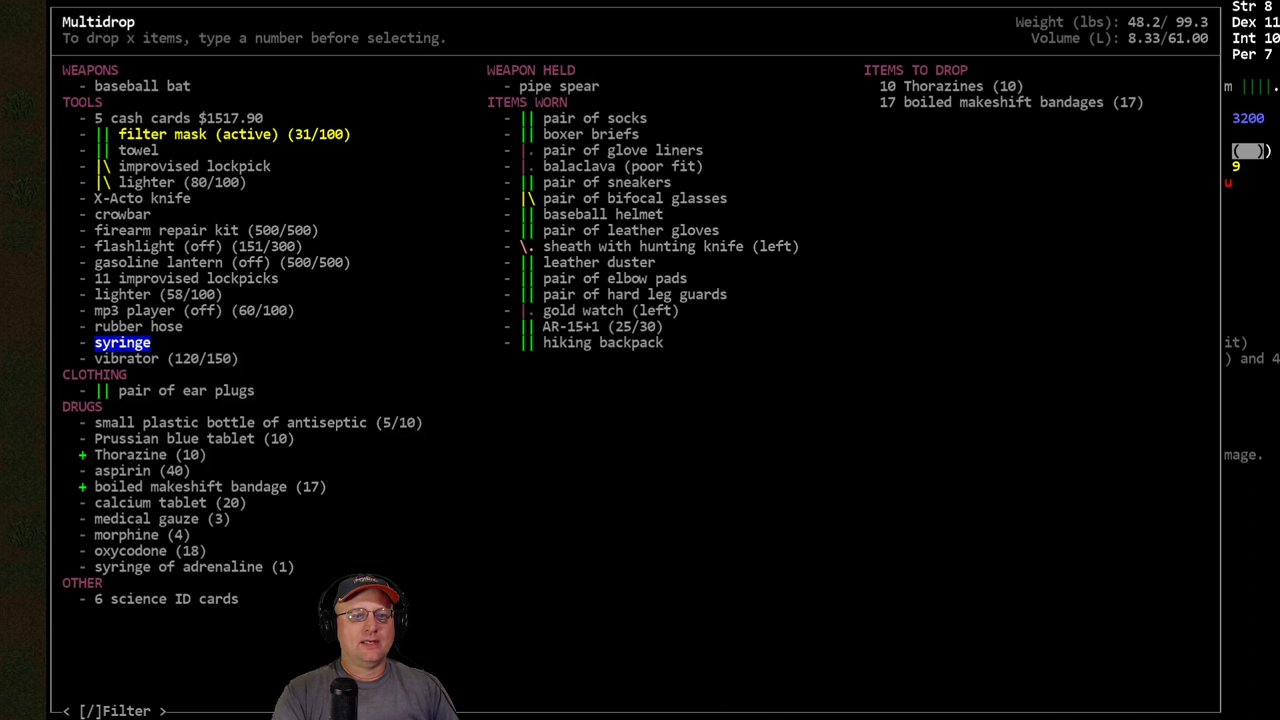 Multidrop
To drop x items, type a number before selecting.
Weight (lbs): 48.2/ 99.3
Volume (L): 8.33/61.00
WEAPONS
- baseball bat
TOOLS
- 5 cash cards $1517.90
- || filter mask (active) (31/100)
- || towel
- |\ improvised lockpick
- |\ lighter (80/100)
- X-Acto knife
- crowbar
- firearm repair kit (500/500)
- flashlight (off) (151/300)
- gasoline lantern (off) (500/500)
- 11 improvised lockpicks
- lighter (58/100)
- mp3 player (off) (60/100)
- rubber hose
- syringe
- vibrator (120/150)
CLOTHING
- || pair of ear plugs
DRUGS
- small plastic bottle of antiseptic (5/10)
- Prussian blue tablet (10)
+ Thorazine (10)
- aspirin (40)
+ boiled makeshift bandage (17)
- calcium tablet (20)
- medical gauze (3)
- morphine (4)
- oxycodone (18)
- syringe of adrenaline (1)
OTHER
- 6 science ID cards
WEAPON HELD
- pipe spear
ITEMS WORN
- || pair of socks
- || boxer briefs
- |. pair of glove liners
- |. balaclava (poor fit)
- || pair of sneakers
- |\ pair of bifocal glasses
- || baseball helmet
- || pair of leather gloves
- \. sheath with hunting knife (left)
- || leather duster
- || pair of elbow pads
- || pair of hard leg guards
- |. gold watch (left)
- || AR-15+1 (25/30)
- || hiking backpack
ITEMS TO DROP
10 Thorazines (10)
17 boiled makeshift bandages (17)
Str 8
Dex 11
Int 10
Per 7
m ||||.
3200
( ))
9
u
it)
) and 4
mage.
< [/]Filter >